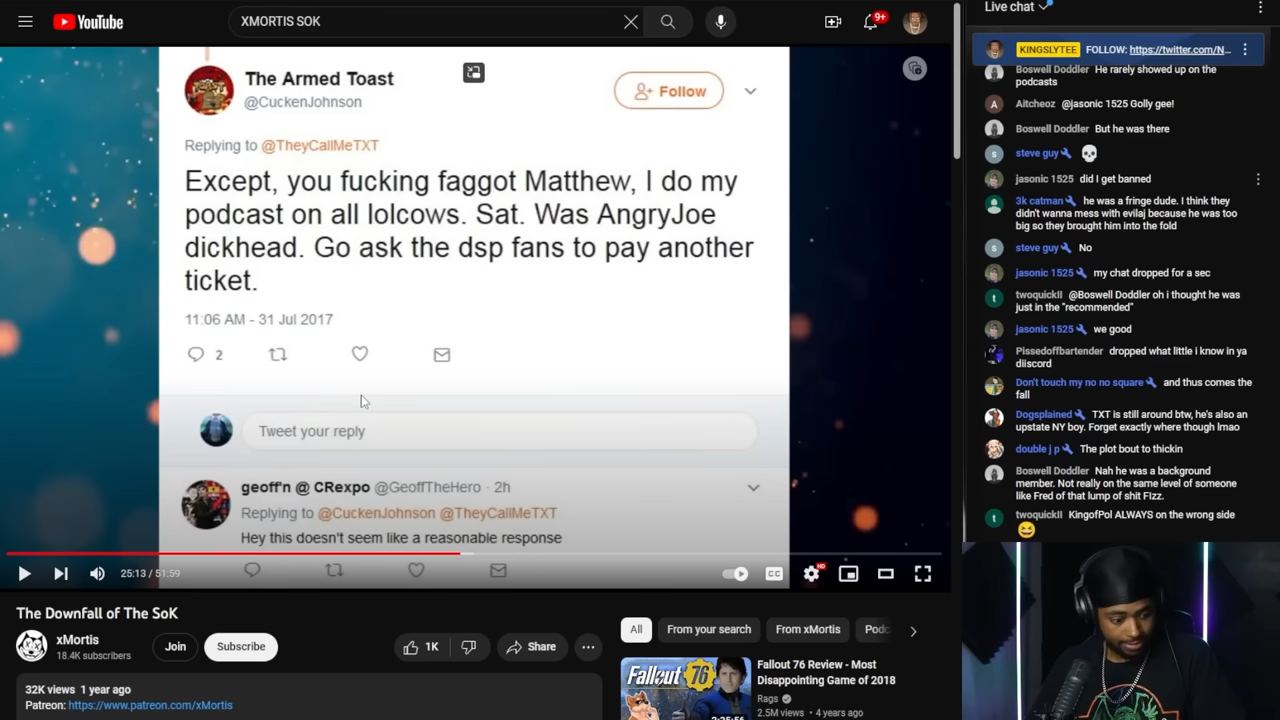 YouTube
XMORTIS SOK
9+
The Armed Toast
@CuckenJohnson
Follow
Replying to @TheyCallMeTXT
Except, you fucking faggot Matthew, I do my
podcast on all lolcows. Sat. Was AngryJoe
dickhead. Go ask the dsp fans to pay another
ticket.
11:06 AM - 31 Jul 2017
2
Tweet your reply
geoff'n @ CRexpo @GeoffTheHero · 2h
Replying to @CuckenJohnson @TheyCallMeTXT
Hey this doesn't seem like a reasonable response
25:13 / 51:59
CC
HD
The Downfall of The SoK
xMortis
18.4K subscribers
Join
Subscribe
1K
Share
32K views 1 year ago
Patreon: https://www.patreon.com/xMortis
All
From your search
From xMortis
Podc
Fallout 76
2:25:56
Fallout 76 Review - Most
Disappointing Game of 2018
Rags
2.5M views • 4 years ago
Live chat
KINGSLYTEE FOLLOW: https://twitter.com/N...
Boswell Doddler He rarely showed up on the
podcasts
A
Aitcheoz @jasonic 1525 Golly gee!
Boswell Doddler But he was there
s
steve guy
jasonic 1525 did I get banned
3k catman he was a fringe dude. I think they
didn't wanna mess with evilaj because he was too
big so they brought him into the fold
s
steve guy No
jasonic 1525 my chat dropped for a sec
t
twoquickII @Boswell Doddler oh i thought he was
just in the "recommended"
jasonic 1525 we good
Pissedoffbartender dropped what little i know in ya
diiscord
Don't touch my no no square and thus comes the
fall
Dogsplained TXT is still around btw, he's also an
upstate NY boy. Forget exactly where though lmao
double j p The plot bout to thickin
Boswell Doddler Nah he was a background
member. Not really on the same level of someone
like Fred of that lump of shit FIzz.
t
twoquickII KingofPol ALWAYS on the wrong side